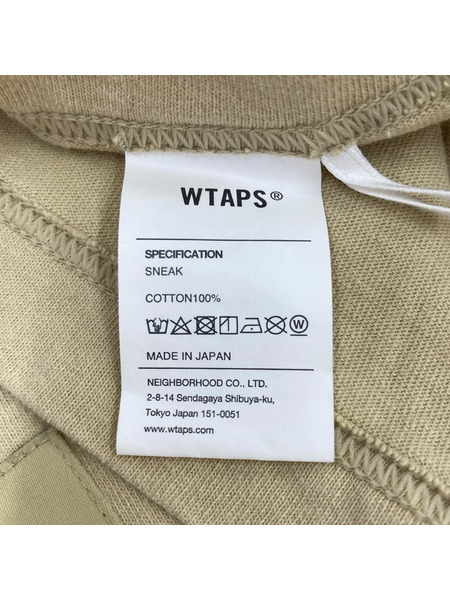 WTAPS®
SPECIFICATION
SNEAK
COTTON100%
W
MADE IN JAPAN
NEIGHBORHOOD CO., LTD.
2-8-14 Sendagaya Shibuya-ku,
Tokyo Japan 151-0051
www.wtaps.com